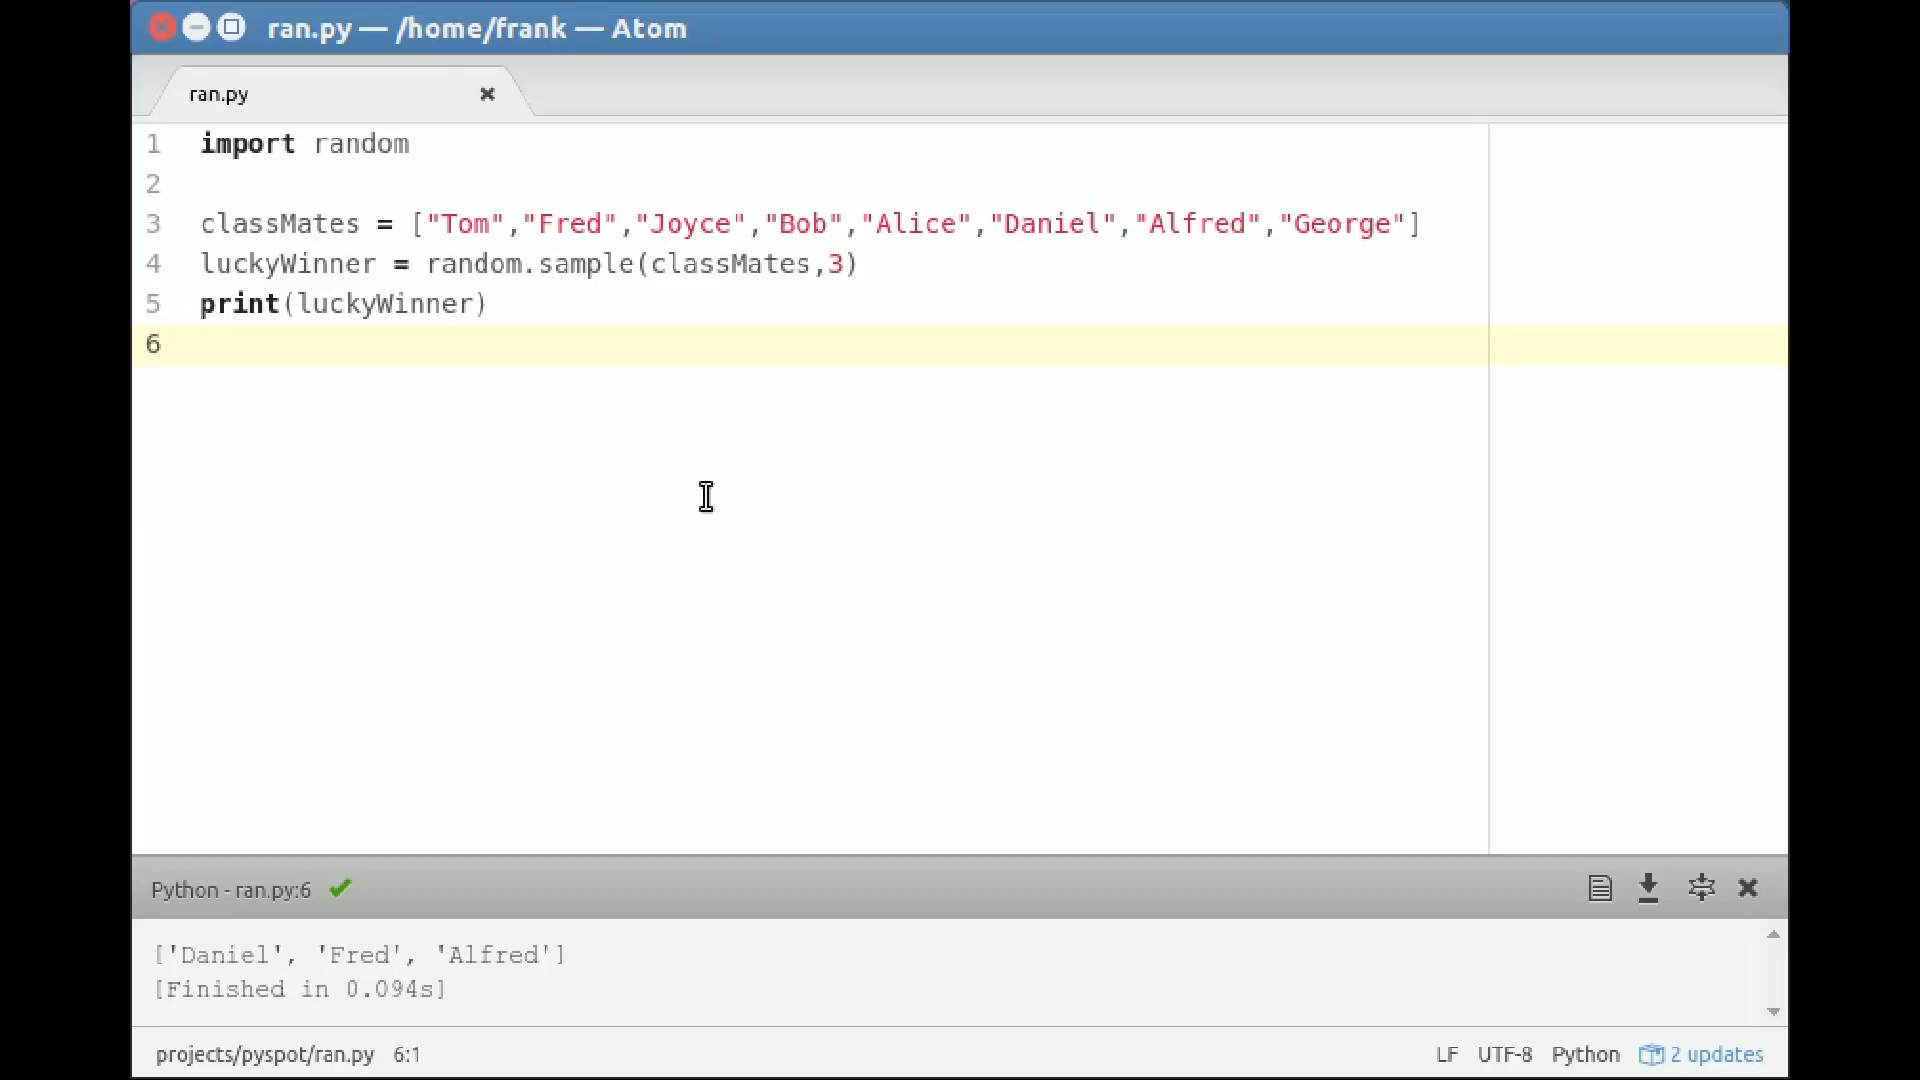 ran.py — /home/frank — Atom
ran.py
1 import random
2
3 classMates = ["Tom","Fred","Joyce","Bob","Alice","Daniel","Alfred","George"]
4 luckyWinner = random.sample(classMates,3)
5 print(luckyWinner)
6
Python - ran.py:6
['Daniel', 'Fred', 'Alfred']
[Finished in 0.094s]
projects/pyspot/ran.py 6:1 LF UTF-8 Python 2 updates